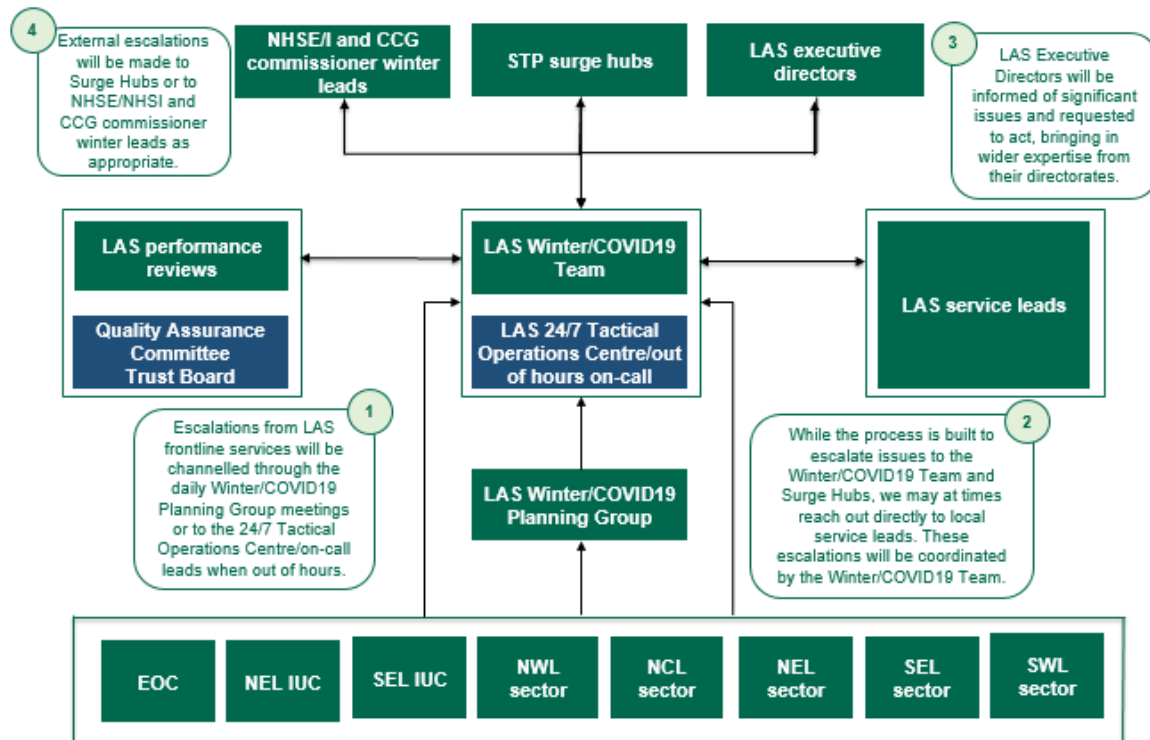 4
External escalations
will be made to
Surge Hubs or to
NHSE/NHSI and
CCG commissioner
winter leads as
appropriate.
NHSE/I and CCG
commissioner winter
leads
STP surge hubs
LAS executive
directors
3
LAS Executive
Directors will be
informed of significant
issues and requested
to act, bringing in
wider expertise from
their directorates.
LAS performance
reviews
Quality Assurance
Committee
Trust Board
LAS Winter/COVID19
Team
LAS 24/7 Tactical
Operations Centre/out
of hours on-call
LAS service leads
1
Escalations from LAS
frontline services will be
channelled through the
daily Winter/COVID19
Planning Group meetings
or to the 24/7 Tactical
Operations Centre/on-call
leads when out of hours.
LAS Winter/COVID19
Planning Group
2
While the process is built to
escalate issues to the
Winter/COVID19 Team and
Surge Hubs, we may at times
reach out directly to local
service leads. These
escalations will be coordinated
by the Winter/COVID19 Team.
EOC
NEL IUC
SEL IUC
NWL
sector
NCL
sector
NEL
sector
SEL
sector
SWL
sector